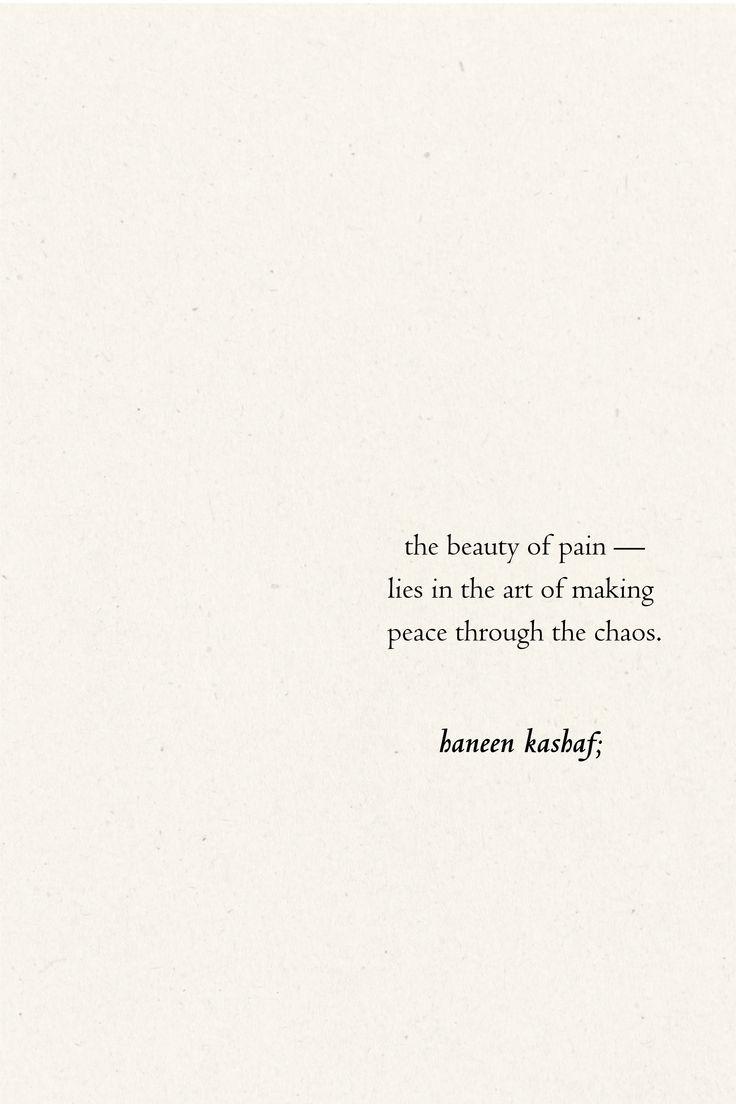 the beauty of pain —
lies in the art of making
peace through the chaos.
haneen kashaf;